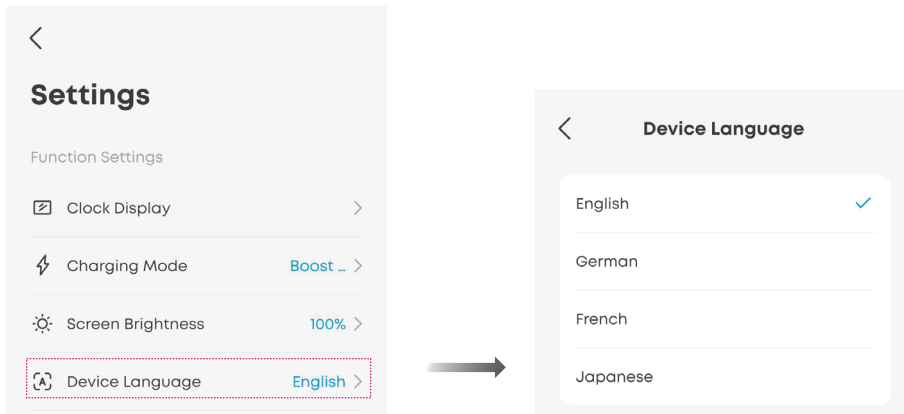 Settings
Function Settings
Clock Display
Charging Mode Boost ...
Screen Brightness 100%
A Device Language English
Device Language
English
German
French
Japanese